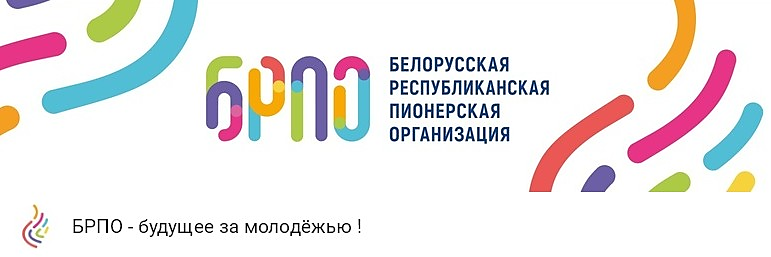 БРПО
БЕЛОРУССКАЯ
РЕСПУБЛИКАНСКАЯ
ПИОНЕРСКАЯ
ОРГАНИЗАЦИЯ
БРПО - будущее за молодёжью !